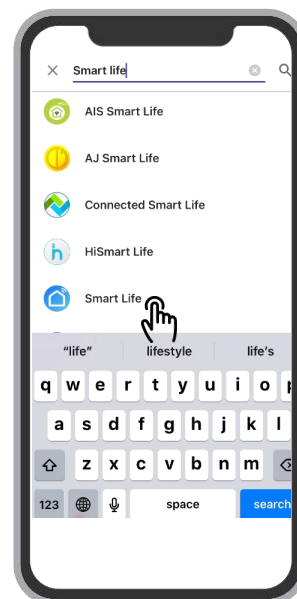 Smart life
AIS Smart Life
AJ Smart Life
Connected Smart Life
h HiSmart Life
Smart Life
"life" lifestyle life's
q w e r t y u i o p
a s d f g h j k l
z x c v b n m
123 space search